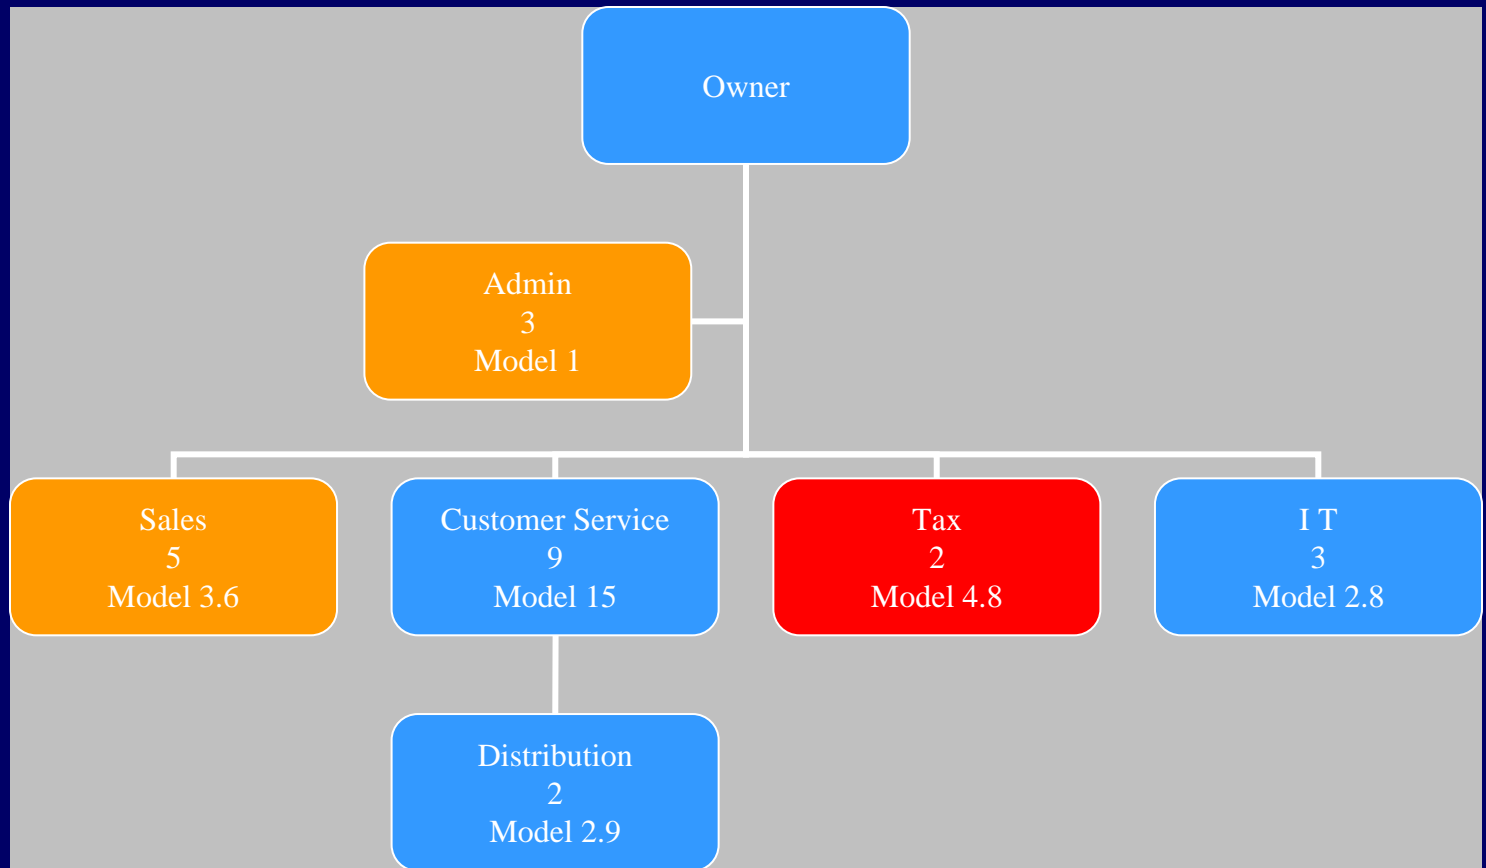 Owner
Admin
3
Model 1
Sales
5
Model 3.6
Customer Service
9
Model 15
Tax
2
Model 4.8
I T
3
Model 2.8
Distribution
2
Model 2.9